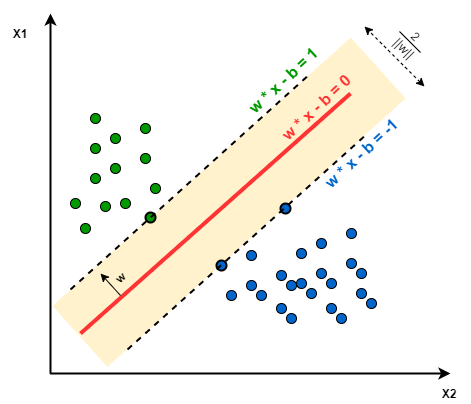 X1
2
||w||
w * x - b = 1
w * x - b = 0
w * x - b = -1
w
X2